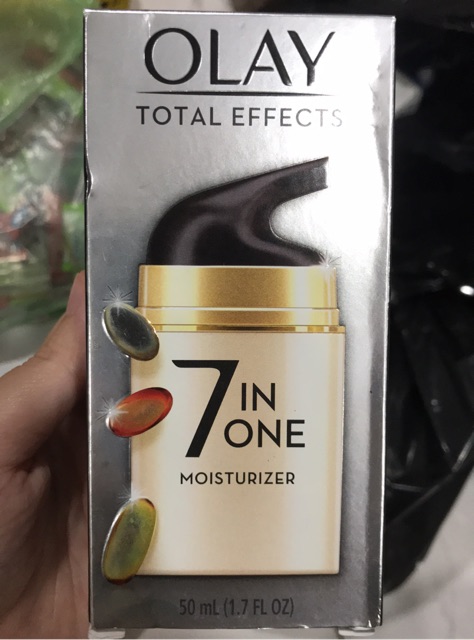 OLAY
TOTAL EFFECTS
7 IN
ONE
MOISTURIZER
50 mL (1.7 FL OZ)